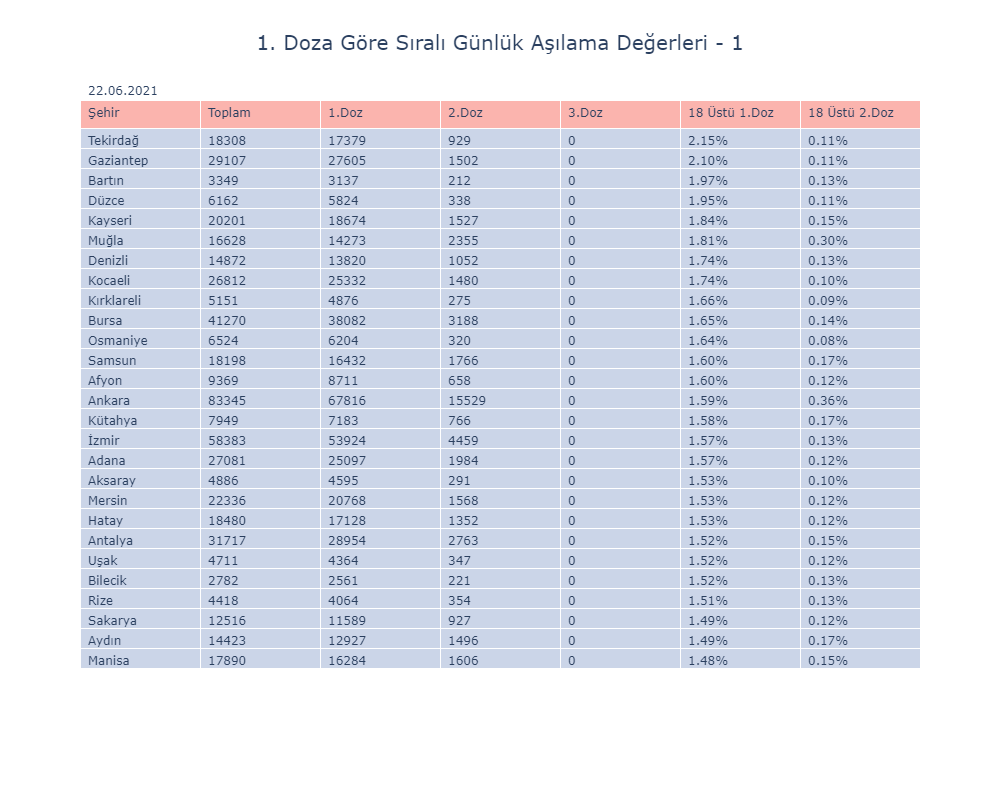 1. Doza Göre Sıralı Günlük Aşılama Değerleri - 1
22.06.2021
Şehir Toplam 1.Doz 2.Doz 3.Doz 18 Üstü 1.Doz 18 Üstü 2.Doz
Tekirdağ 18308 17379 929 0 2.15% 0.11%
Gaziantep 29107 27605 1502 0 2.10% 0.11%
Bartın 3349 3137 212 0 1.97% 0.13%
Düzce 6162 5824 338 0 1.95% 0.11%
Kayseri 20201 18674 1527 0 1.84% 0.15%
Muğla 16628 14273 2355 0 1.81% 0.30%
Denizli 14872 13820 1052 0 1.74% 0.13%
Kocaeli 26812 25332 1480 0 1.74% 0.10%
Kırklareli 5151 4876 275 0 1.66% 0.09%
Bursa 41270 38082 3188 0 1.65% 0.14%
Osmaniye 6524 6204 320 0 1.64% 0.08%
Samsun 18198 16432 1766 0 1.60% 0.17%
Afyon 9369 8711 658 0 1.60% 0.12%
Ankara 83345 67816 15529 0 1.59% 0.36%
Kütahya 7949 7183 766 0 1.58% 0.17%
İzmir 58383 53924 4459 0 1.57% 0.13%
Adana 27081 25097 1984 0 1.57% 0.12%
Aksaray 4886 4595 291 0 1.53% 0.10%
Mersin 22336 20768 1568 0 1.53% 0.12%
Hatay 18480 17128 1352 0 1.53% 0.12%
Antalya 31717 28954 2763 0 1.52% 0.15%
Uşak 4711 4364 347 0 1.52% 0.12%
Bilecik 2782 2561 221 0 1.52% 0.13%
Rize 4418 4064 354 0 1.51% 0.13%
Sakarya 12516 11589 927 0 1.49% 0.12%
Aydın 14423 12927 1496 0 1.49% 0.17%
Manisa 17890 16284 1606 0 1.48% 0.15%